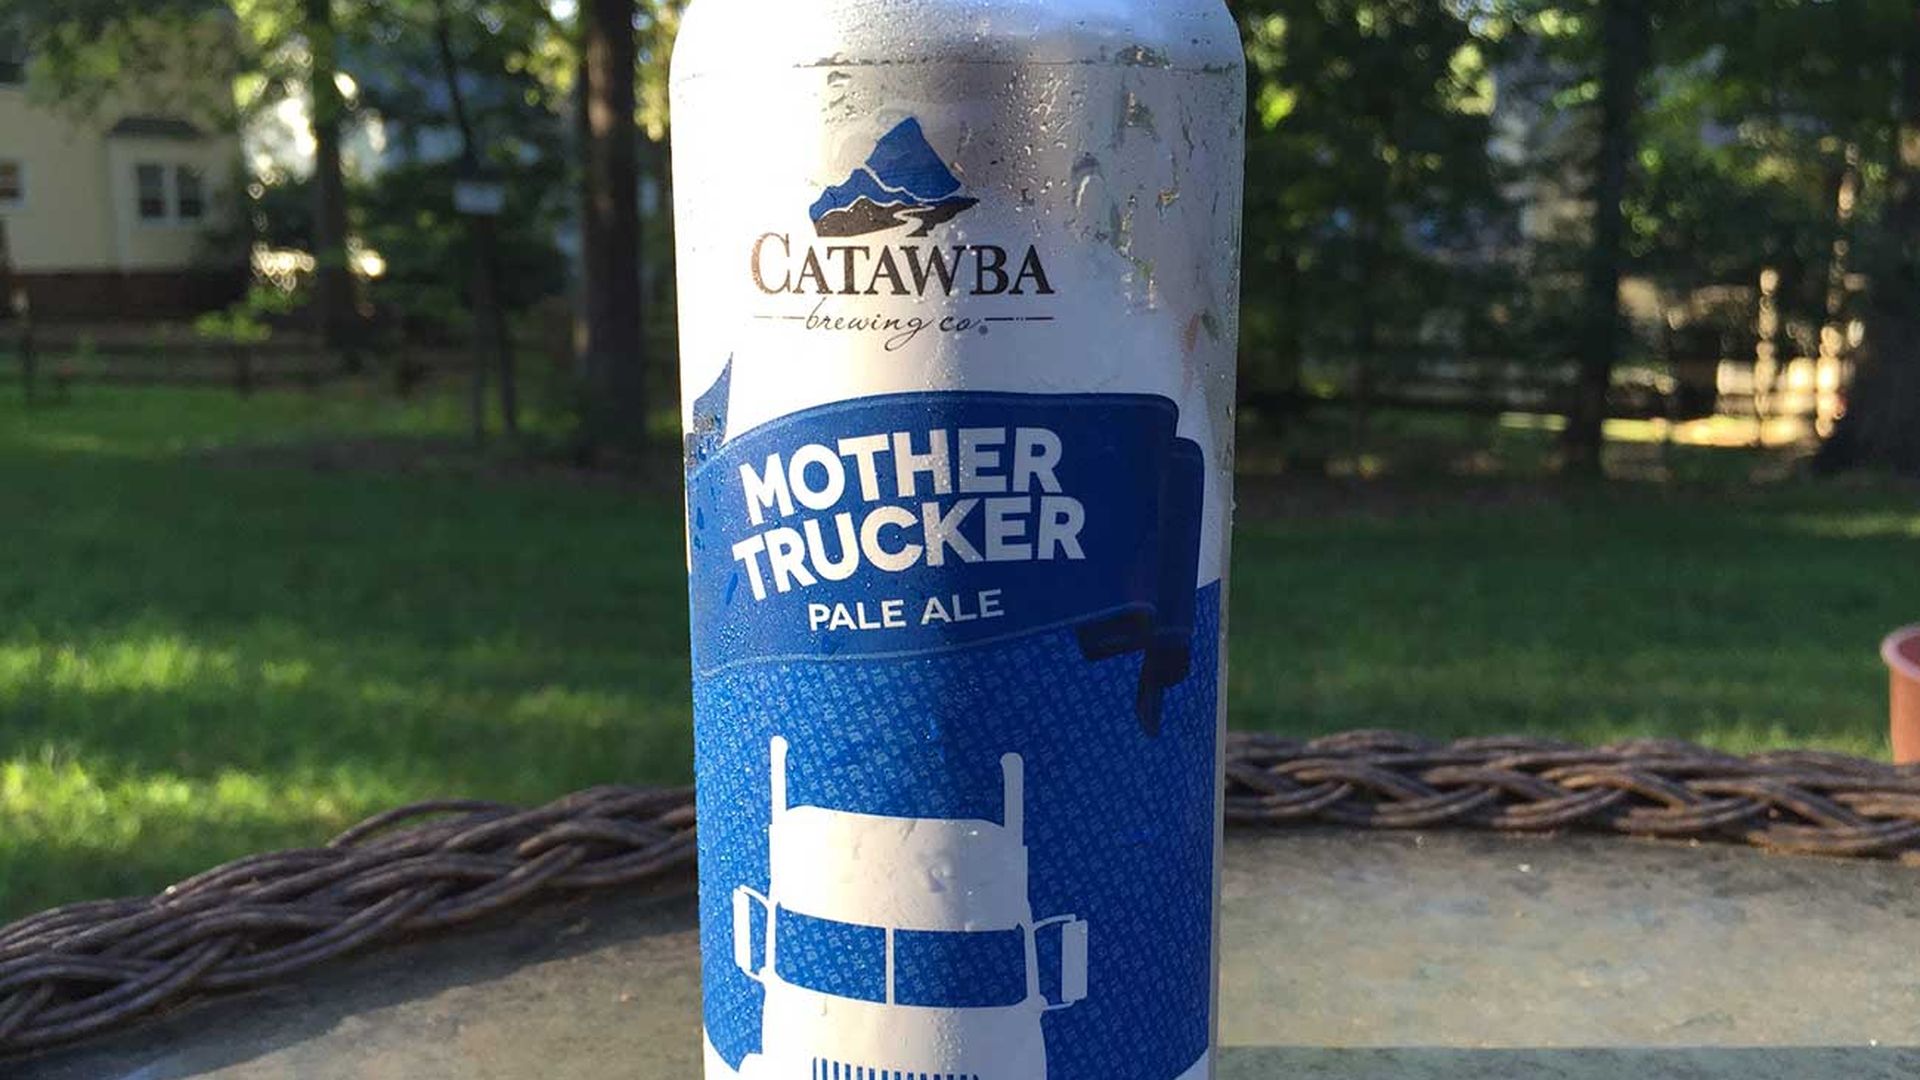 CATAWBA
brewing co.®
MOTHER
TRUCKER
PALE ALE